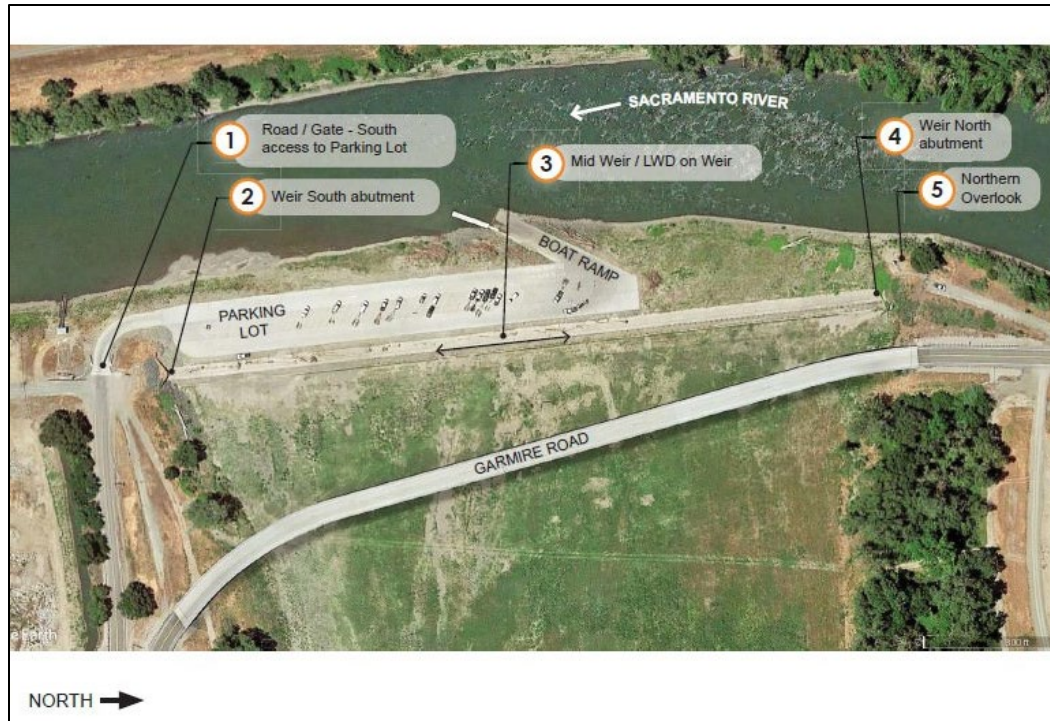 SACRAMENTO RIVER
1
Road / Gate - South
access to Parking Lot
2
Weir South abutment
3
Mid Weir / LWD on Weir
4
Weir North
abutment
5
Northern
Overlook
BOAT RAMP
PARKING
LOT
GARMIRE ROAD
NORTH